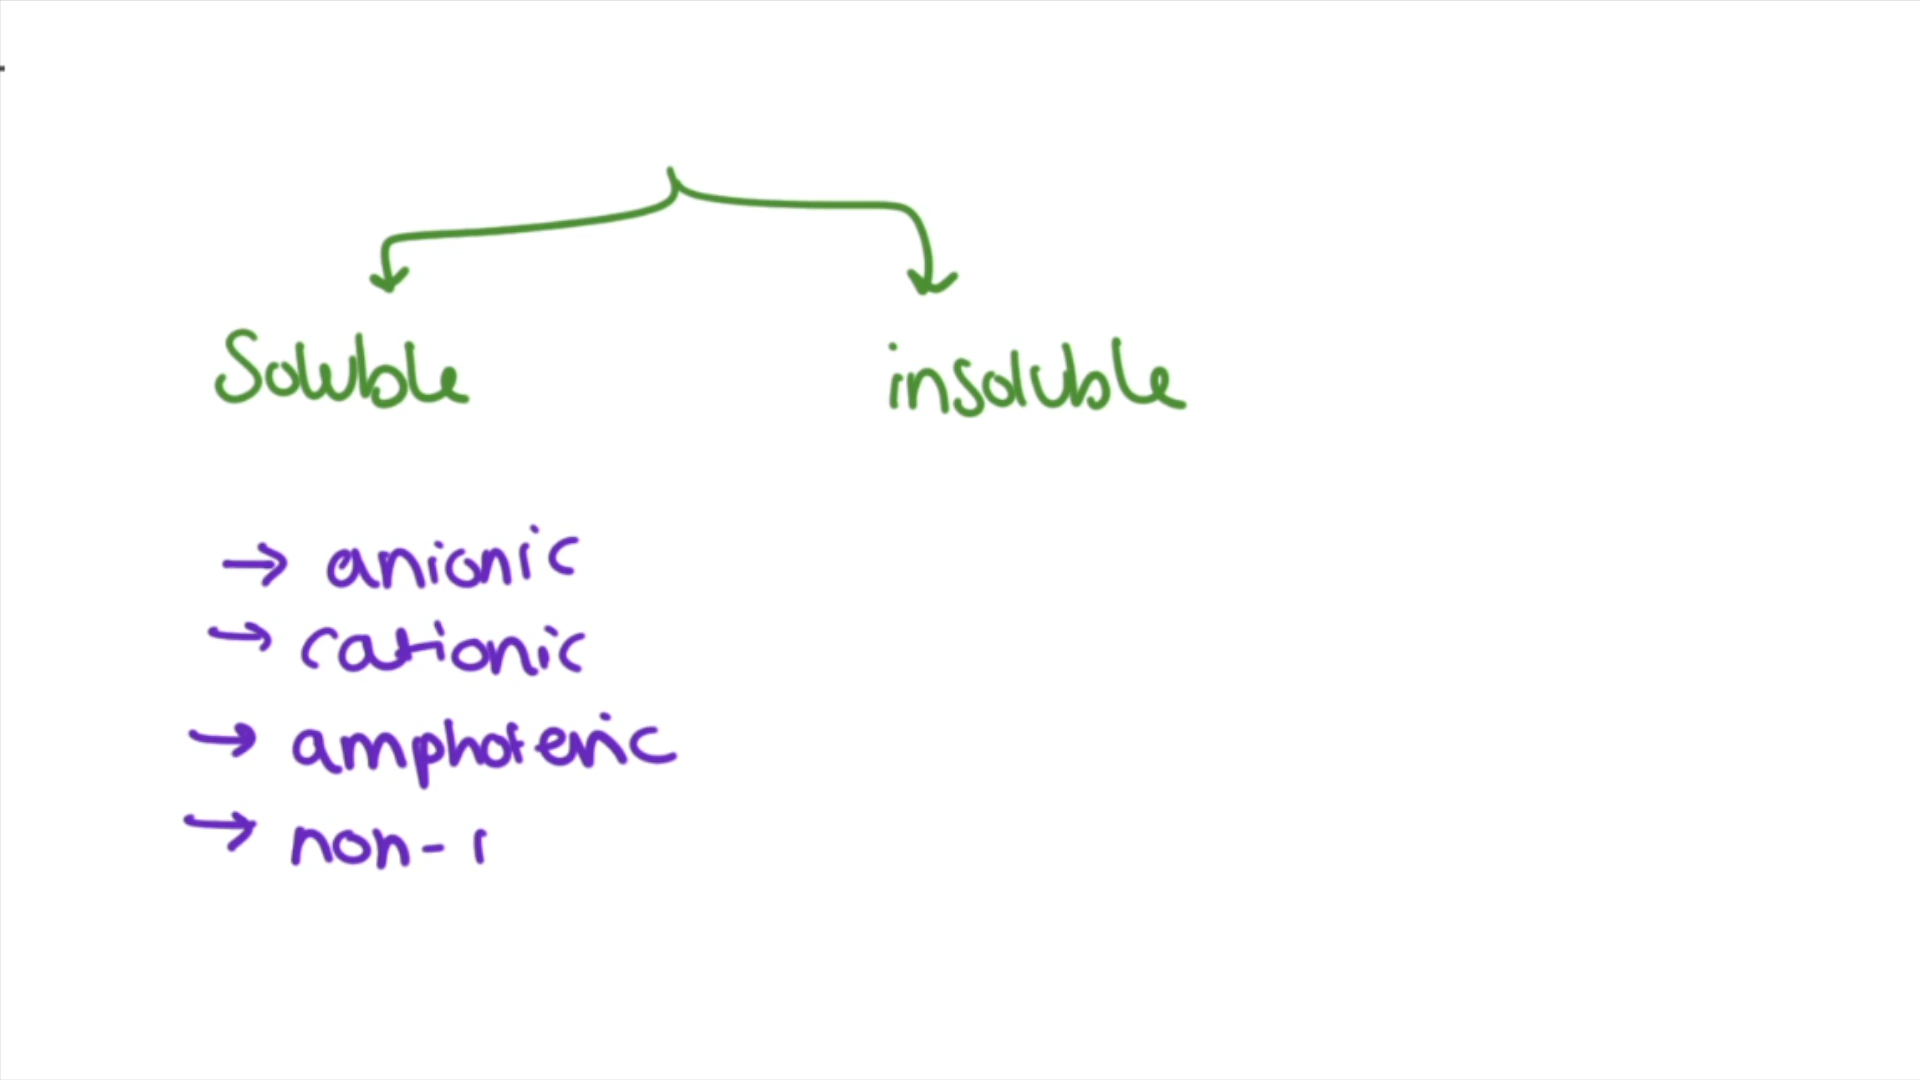 Soluble insoluble
→ anionic
→ cationic
→ amphoteric
→ non-i